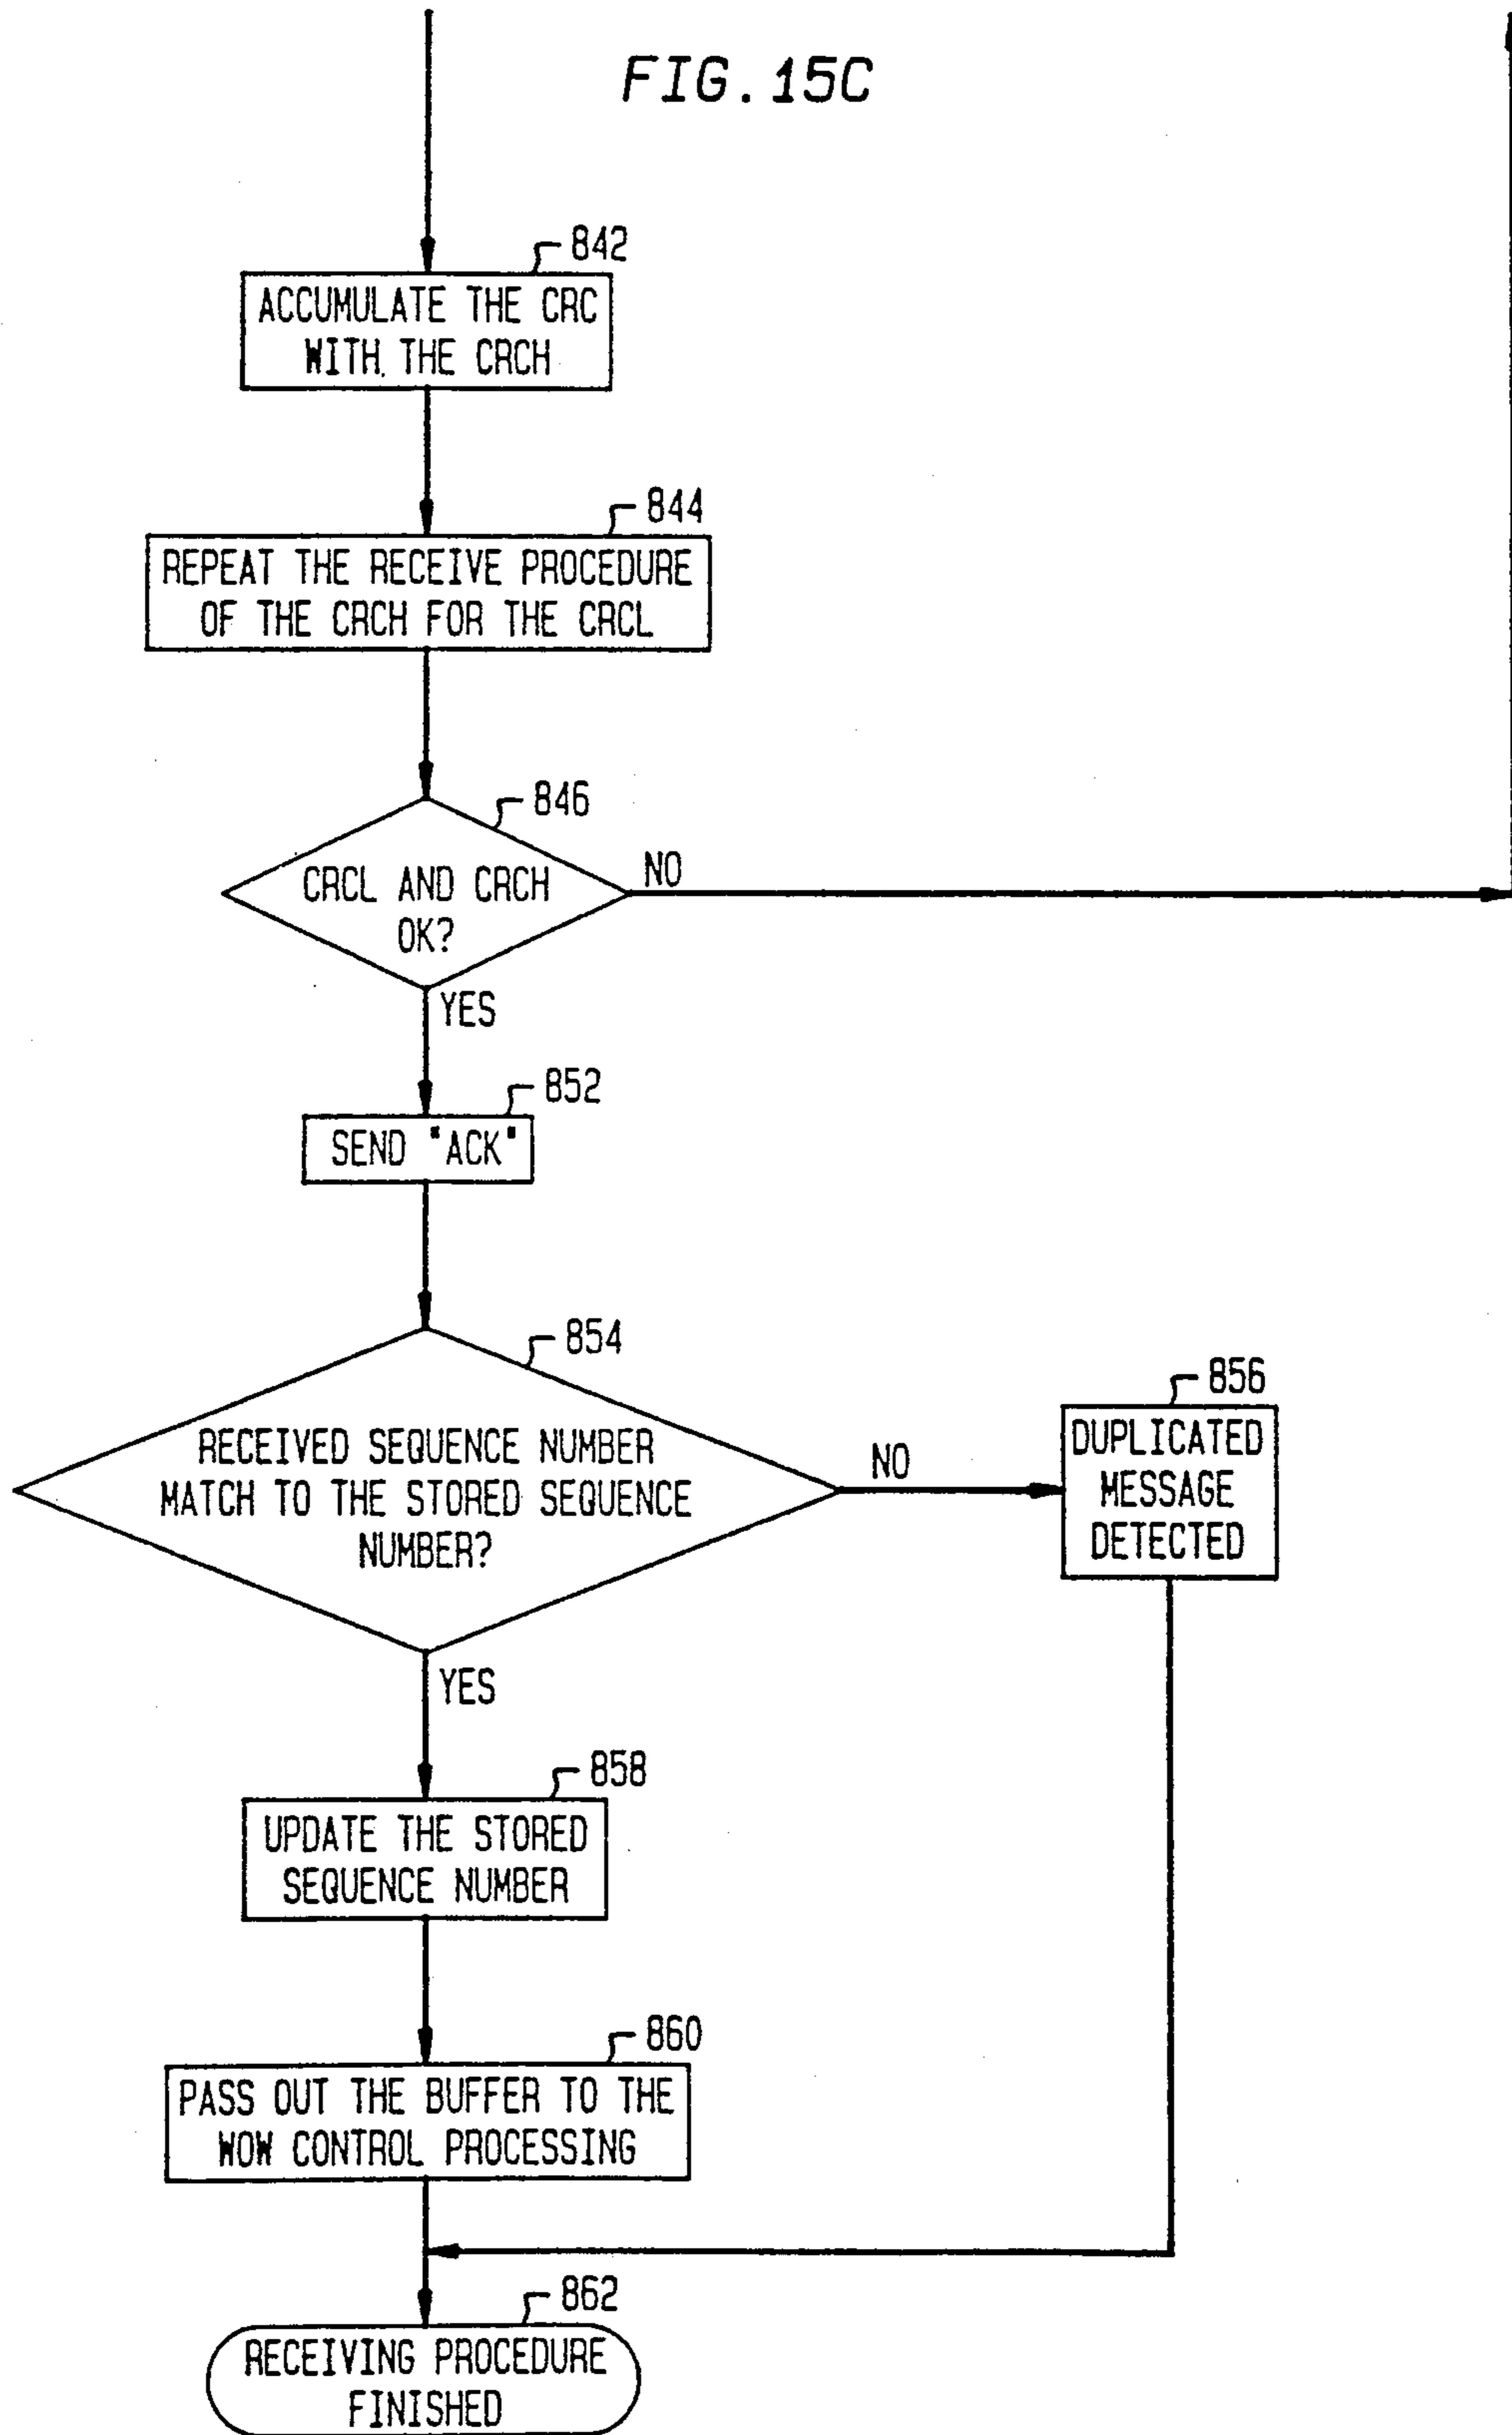 FIG. 15C
842
ACCUMULATE THE CRC
WITH THE CRCH
844
REPEAT THE RECEIVE PROCEDURE
OF THE CRCH FOR THE CRCL
846
CRCL AND CRCH
OK?
NO
YES
852
SEND "ACK"
854
RECEIVED SEQUENCE NUMBER
MATCH TO THE STORED SEQUENCE
NUMBER?
NO
856
DUPLICATED
MESSAGE
DETECTED
YES
858
UPDATE THE STORED
SEQUENCE NUMBER
860
PASS OUT THE BUFFER TO THE
WOW CONTROL PROCESSING
862
RECEIVING PROCEDURE
FINISHED